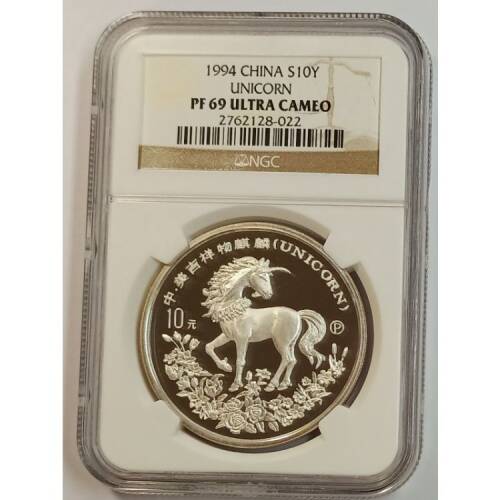 1994 CHINA S10Y
UNICORN
PF 69 ULTRA CAMEO
2762128-022
NGC
中·美吉祥物麒麟(UNICORN)
10元
P